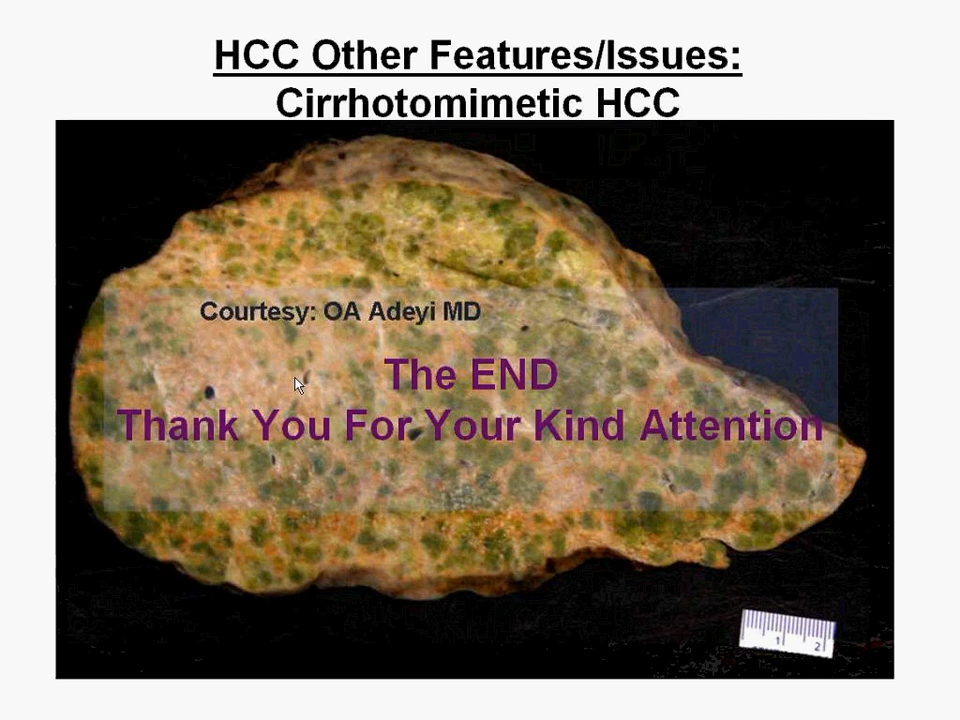 HCC Other Features/Issues:
Cirrhotomimetic HCC
Courtesy: OA Adeyi MD
The END
Thank You For Your Kind Attention
1 2